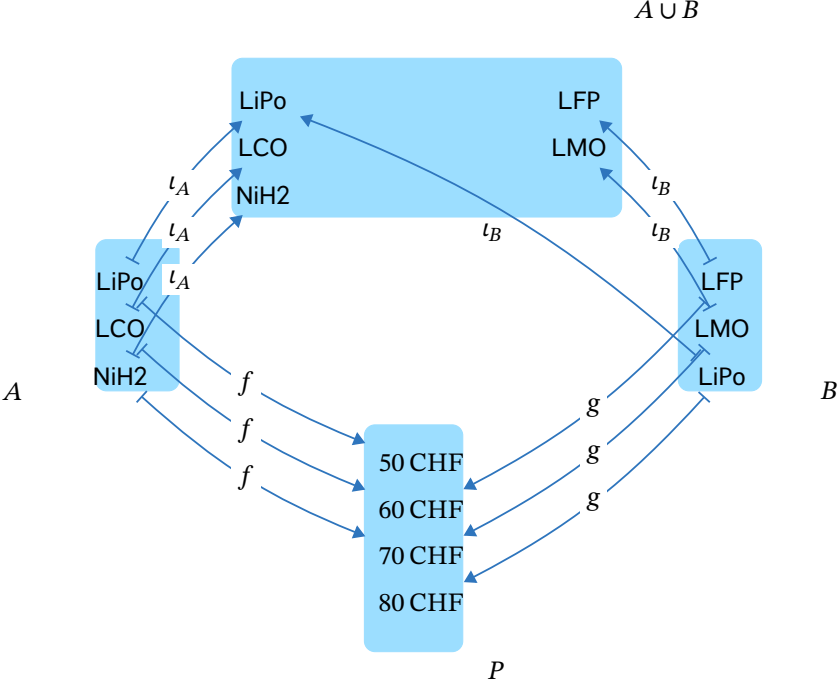 A ∪ B
LiPo LFP
LCO LMO
NiH2
ι_A ι_B
ι_A ι_B ι_B
ι_A
LiPo LFP
LCO LMO
NiH2 LiPo
A B
f g
f g
f g
50 CHF
60 CHF
70 CHF
80 CHF
P